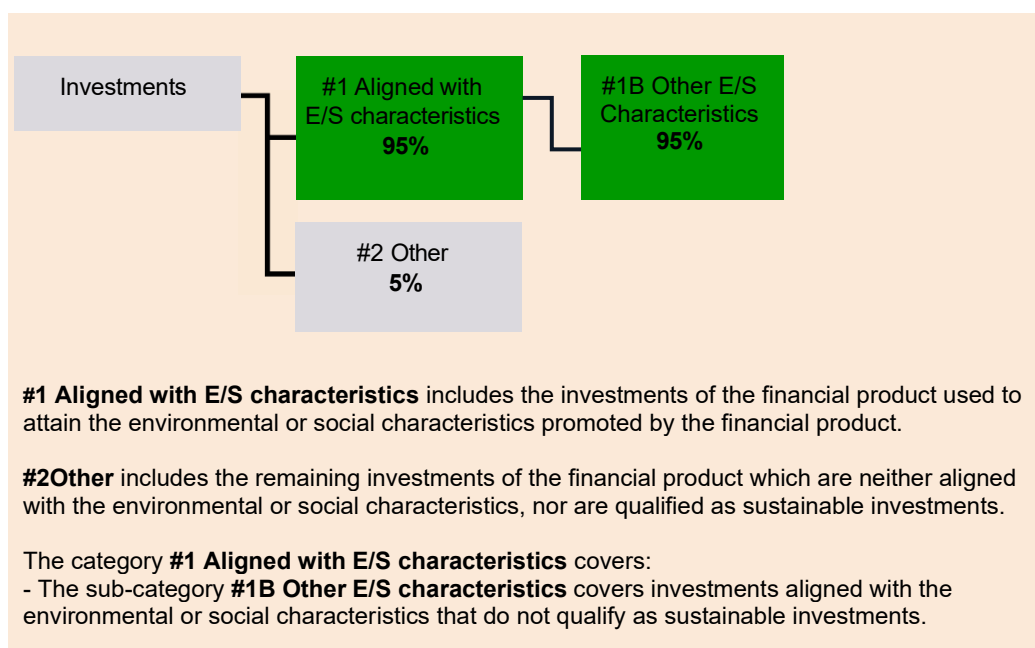 Investments
#1 Aligned with
E/S characteristics
95%
#1B Other E/S
Characteristics
95%
#2 Other
5%
#1 Aligned with E/S characteristics includes the investments of the financial product used to
attain the environmental or social characteristics promoted by the financial product.
#2Other includes the remaining investments of the financial product which are neither aligned
with the environmental or social characteristics, nor are qualified as sustainable investments.
The category #1 Aligned with E/S characteristics covers:
- The sub-category #1B Other E/S characteristics covers investments aligned with the
environmental or social characteristics that do not qualify as sustainable investments.